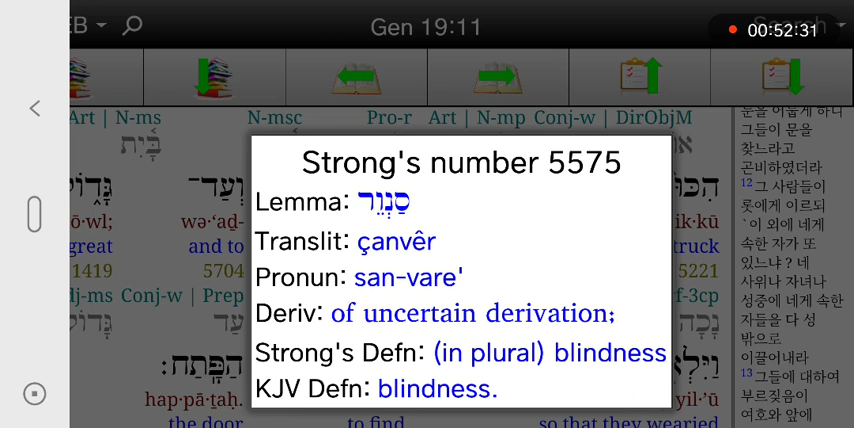 EB
Gen 19:11
Search
00:52:31
Art | N-ms
N-msc
Pro-r
Art | N-mp
Conj-w | DirObjM
בַּ֫יִת
גָּד֑וֹל
וְעַד־
הִכּוּ
ō·wl;
wə·‘aḏ-
ik·kū
great
and to
truck
1419
5704
5221
dj-ms
Conj-w | Prep
f-3cp
גָּדוֹל
עַד
נָכָה
הַפָּֽתַח׃
וַיִּלְא
hap·pā·ṯaḥ.
yil·’ū
the door
to find
so that they wearied
Strong's number 5575
Lemma: סַנְוֵר
Translit: çanvêr
Pronun: san-vare'
Deriv: of uncertain derivation;
Strong's Defn: (in plural) blindness
KJV Defn: blindness.
문을 어둡게 하니
그들이 문을
찾느라고
곤비하였더라
12 그 사람들이
롯에게 이르되
`이 외에 네게
속한 자가 또
있느냐 ? 네
사위나 자녀나
성중에 네게 속한
자들을 다 성
밖으로
이끌어내라
13 그들에 대하여
부르짖음이
여호와 앞에